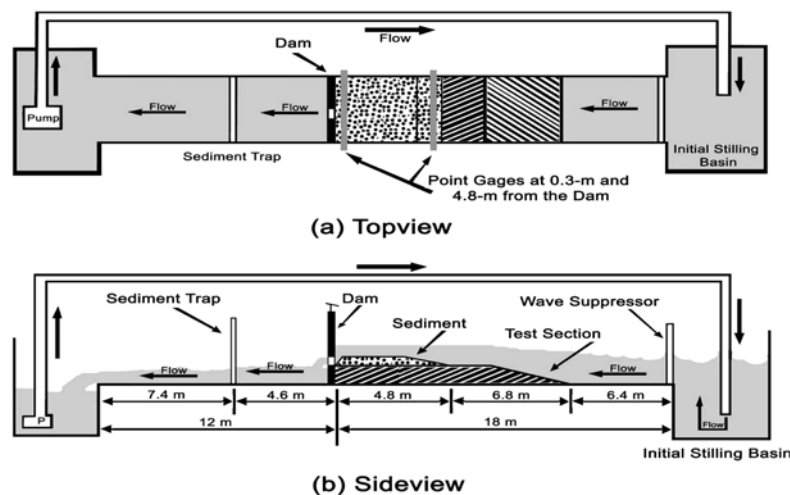 Flow
Dam
Flow
Flow
Flow
Pump
Sediment Trap
Initial Stilling
Basin
Point Gages at 0.3-m and
4.8-m from the Dam
(a) Topview
Sediment Trap
Dam
Wave Suppressor
Sediment
Test Section
Flow
Flow
Flow
P
Flow
7.4 m
4.6 m
4.8 m
6.8 m
6.4 m
12 m
18 m
Initial Stilling Basin
(b) Sideview